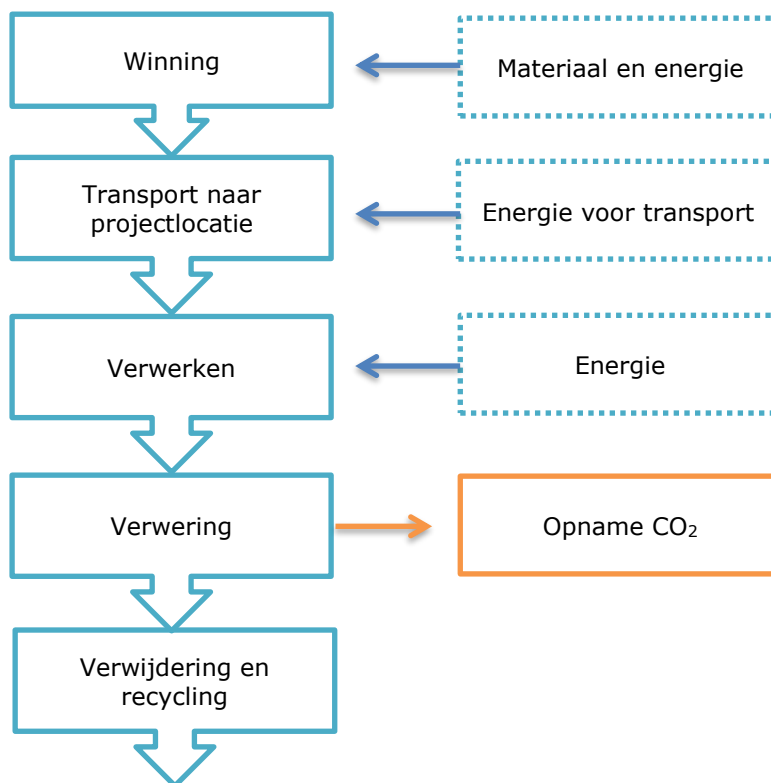 Winning
Materiaal en energie
Transport naar
projectlocatie
Energie voor transport
Verwerken
Energie
Verwering
Opname CO₂
Verwijdering en
recycling